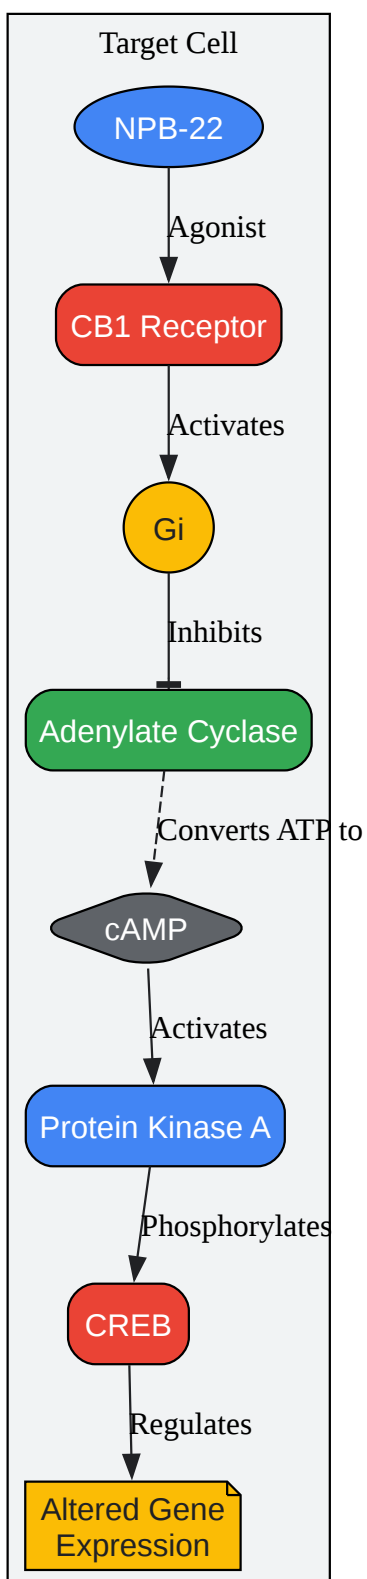 Target Cell
NPB-22
Agonist
CB1 Receptor
Activates
Gi
Inhibits
Adenylate Cyclase
Converts ATP to
cAMP
Activates
Protein Kinase A
Phosphorylates
CREB
Regulates
Altered Gene
Expression